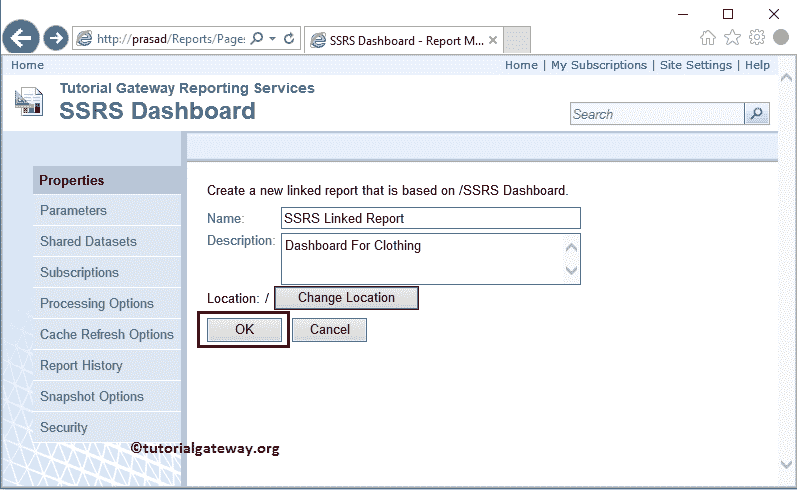 http://prasad/Reports/Page: SSRS Dashboard - Report M...
Home Home | My Subscriptions | Site Settings | Help
Tutorial Gateway Reporting Services
SSRS Dashboard
Search
Properties
Parameters
Shared Datasets
Subscriptions
Processing Options
Cache Refresh Options
Report History
Snapshot Options
Security
Create a new linked report that is based on /SSRS Dashboard.
Name: SSRS Linked Report
Description: Dashboard For Clothing
Location: / Change Location
OK Cancel
©tutorialgateway.org